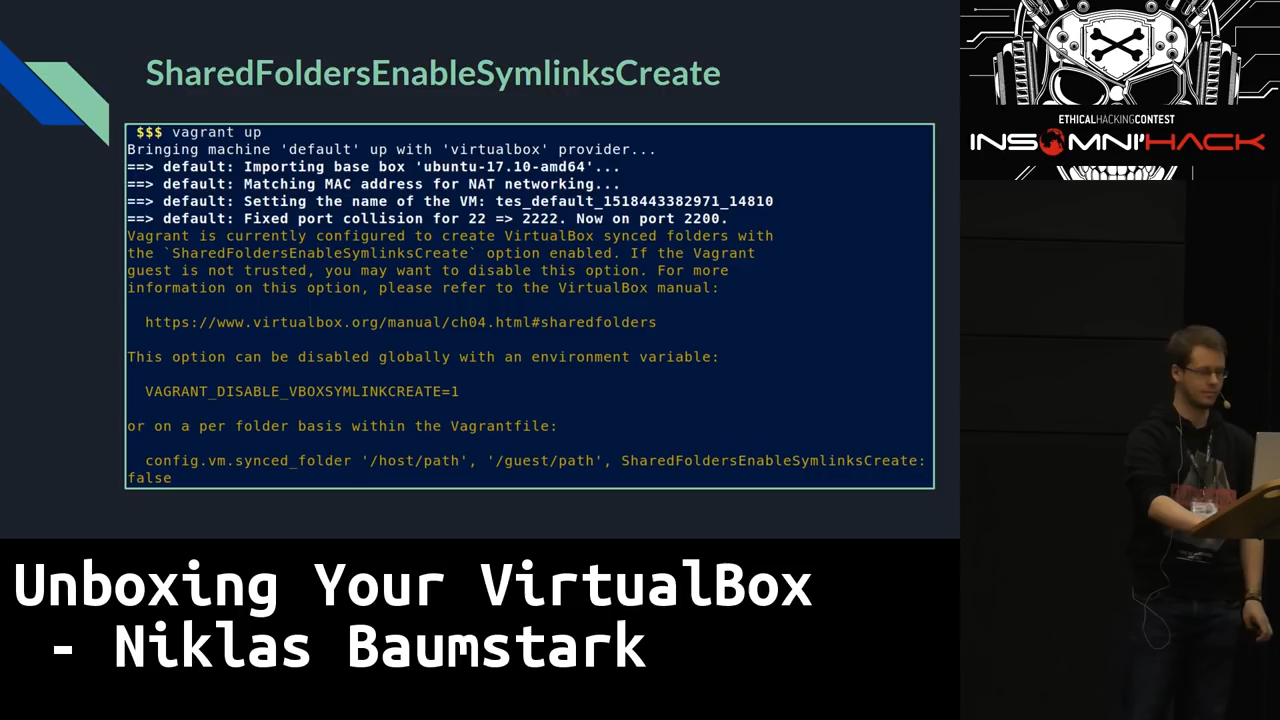 SharedFoldersEnableSymlinksCreate
$$$ vagrant up
Bringing machine 'default' up with 'virtualbox' provider...
==> default: Importing base box 'ubuntu-17.10-amd64'...
==> default: Matching MAC address for NAT networking...
==> default: Setting the name of the VM: tes_default_1518443382971_14810
==> default: Fixed port collision for 22 => 2222. Now on port 2200.
Vagrant is currently configured to create VirtualBox synced folders with
the `SharedFoldersEnableSymlinksCreate` option enabled. If the Vagrant
guest is not trusted, you may want to disable this option. For more
information on this option, please refer to the VirtualBox manual:
https://www.virtualbox.org/manual/ch04.html#sharedfolders
This option can be disabled globally with an environment variable:
VAGRANT_DISABLE_VBOXSYMLINKCREATE=1
or on a per folder basis within the Vagrantfile:
config.vm.synced_folder '/host/path', '/guest/path', SharedFoldersEnableSymlinksCreate:
false
ETHICALHACKINGCONTEST
INSOMNI'HACK
Unboxing Your VirtualBox
- Niklas Baumstark